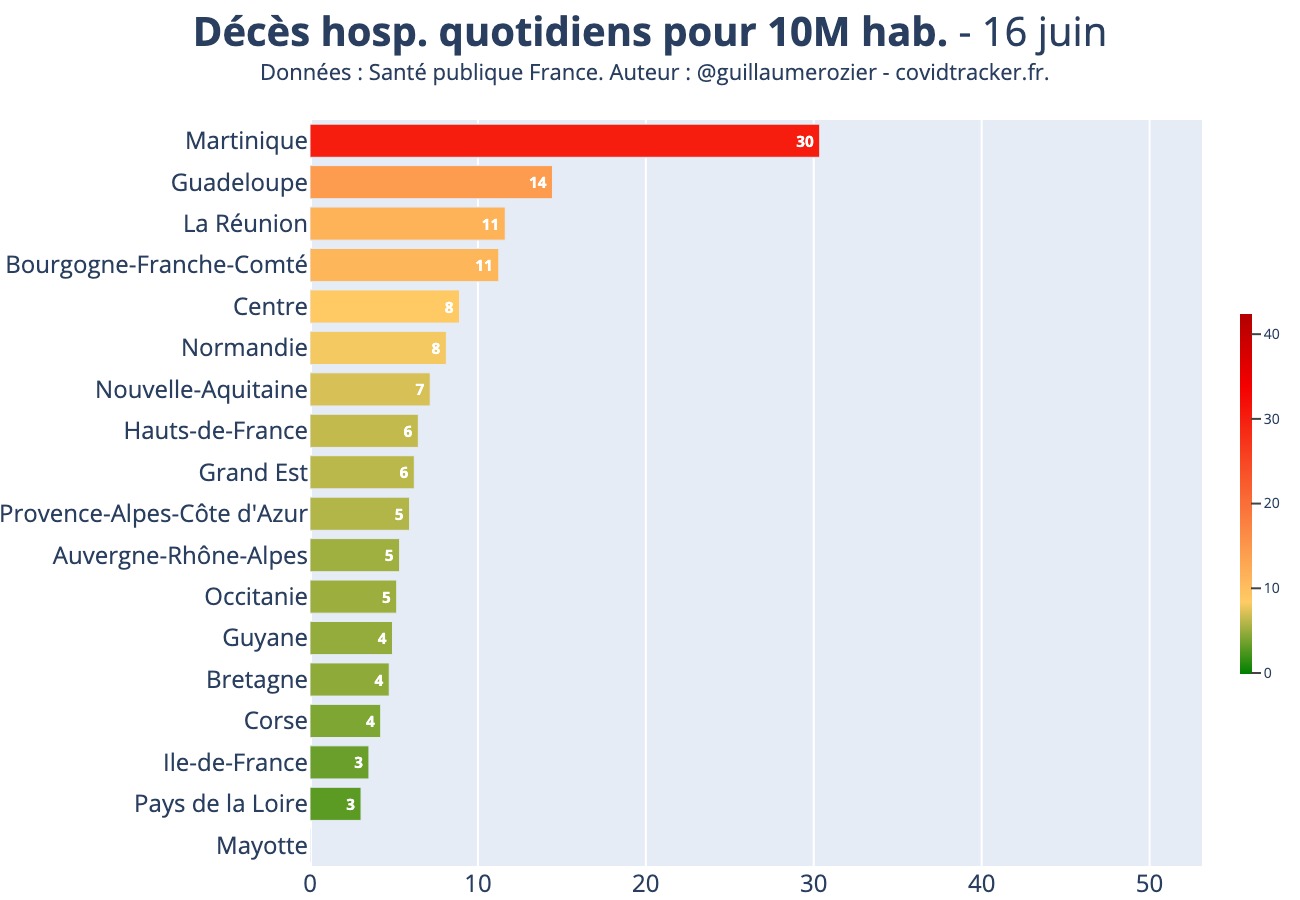 Décès hosp. quotidiens pour 10M hab. - 16 juin
Données : Santé publique France. Auteur : @guillaumerozier - covidtracker.fr.
Martinique 30
Guadeloupe 14
La Réunion 11
Bourgogne-Franche-Comté 11
Centre 8
Normandie 8
Nouvelle-Aquitaine 7
Hauts-de-France 6
Grand Est 6
Provence-Alpes-Côte d'Azur 5
Auvergne-Rhône-Alpes 5
Occitanie 5
Guyane 4
Bretagne 4
Corse 4
Ile-de-France 3
Pays de la Loire 3
Mayotte
0 10 20 30 40 50
40
30
20
10
0